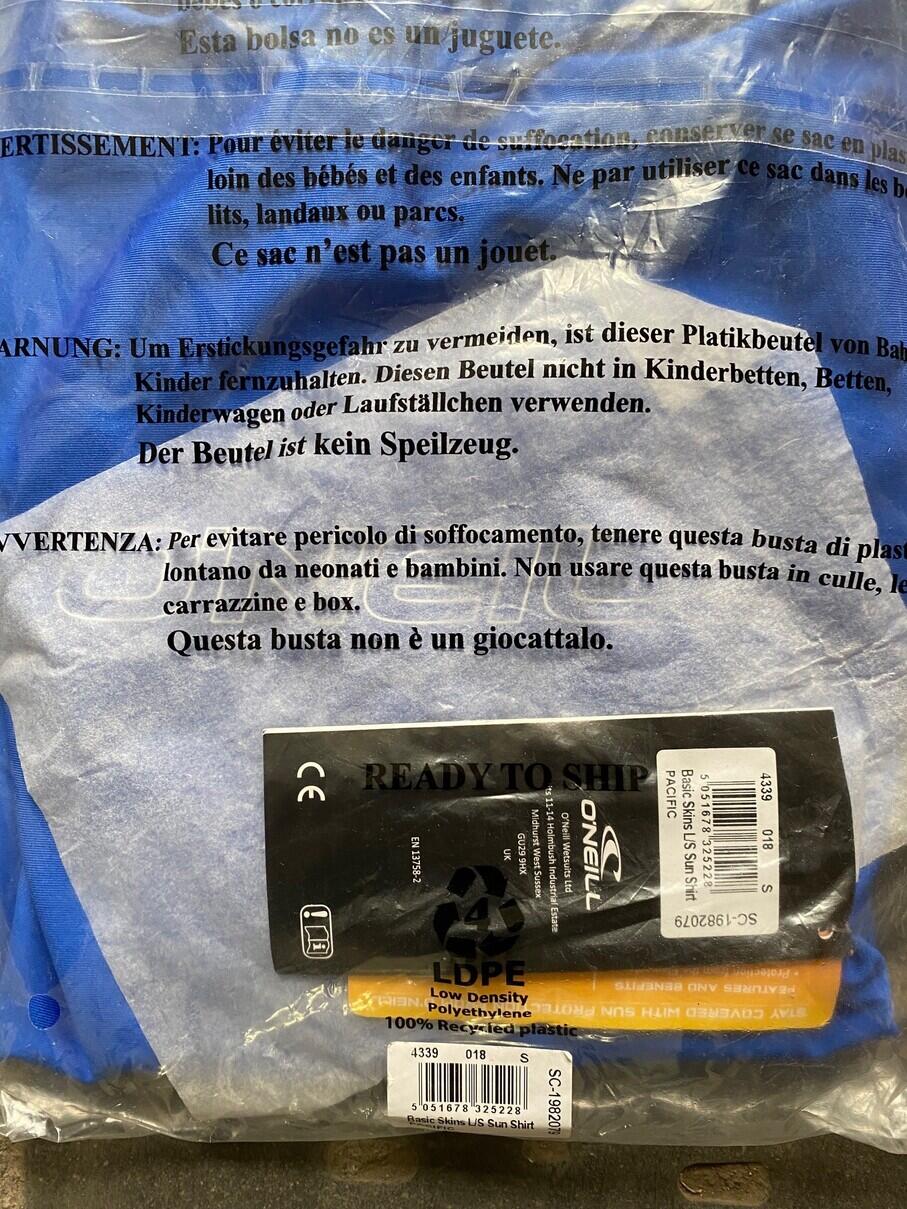 Esta bolsa no es un juguete.
ERTISSEMENT: Pour éviter le danger de suffocation, conserver se sac en plas
loin des bébés et des enfants. Ne par utiliser ce sac dans les b
lits, landaux ou parcs.
Ce sac n'est pas un jouet.
ARNUNG: Um Erstickungsgefahr zu vermeiden, ist dieser Platikbeutel von Bab
Kinder fernzuhalten. Diesen Beutel nicht in Kinderbetten, Betten,
Kinderwagen oder Laufställchen verwenden.
Der Beutel ist kein Speilzeug.
VVERTENZA: Per evitare pericolo di soffocamento, tenere questa busta di plast
lontano da neonati e bambini. Non usare questa busta in culle, le
carrazzine e box.
Questa busta non è un giocattalo.
O'NEILL
CE
READY TO SHIP
4339 018 S
5 051678 325228
Basic Skins L/S Sun Shirt
PACIFIC
SC-1982079
O'NEILL
O'Neill Wetsuits Ltd
ts 11-14 Holmbush Industrial Estate
Midhurst West Sussex
GU29 9HX
UK
EN 13758-2
4
LDPE
Low Density
Polyethylene
100% Recycled plastic
FEATURES AND BENEFITS
STAY COVERED WITH SUN PROTECTION
4339 018 S
5 051678 325228
Basic Skins L/S Sun Shirt
PACIFIC
SC-1982079